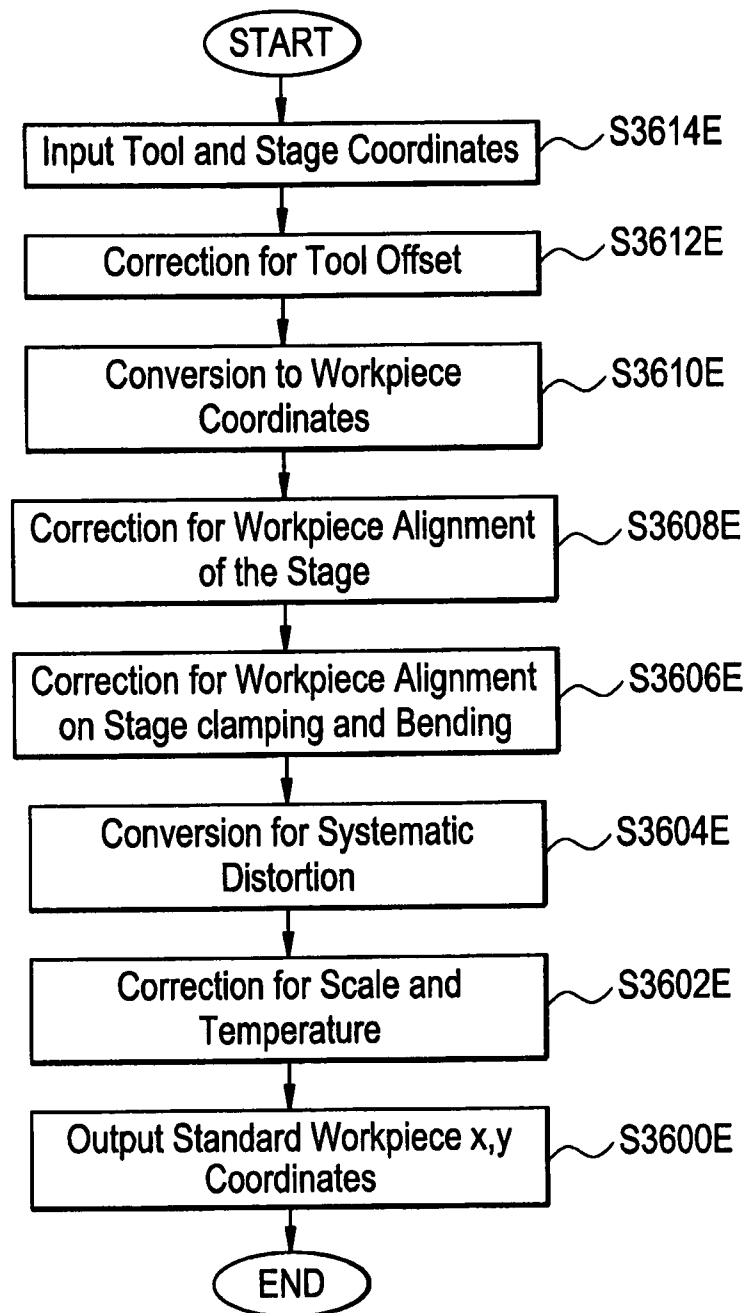 START
Input Tool and Stage Coordinates
S3614E
Correction for Tool Offset
S3612E
Conversion to Workpiece
Coordinates
S3610E
Correction for Workpiece Alignment
of the Stage
S3608E
Correction for Workpiece Alignment
on Stage clamping and Bending
S3606E
Conversion for Systematic
Distortion
S3604E
Correction for Scale and
Temperature
S3602E
Output Standard Workpiece x,y
Coordinates
S3600E
END